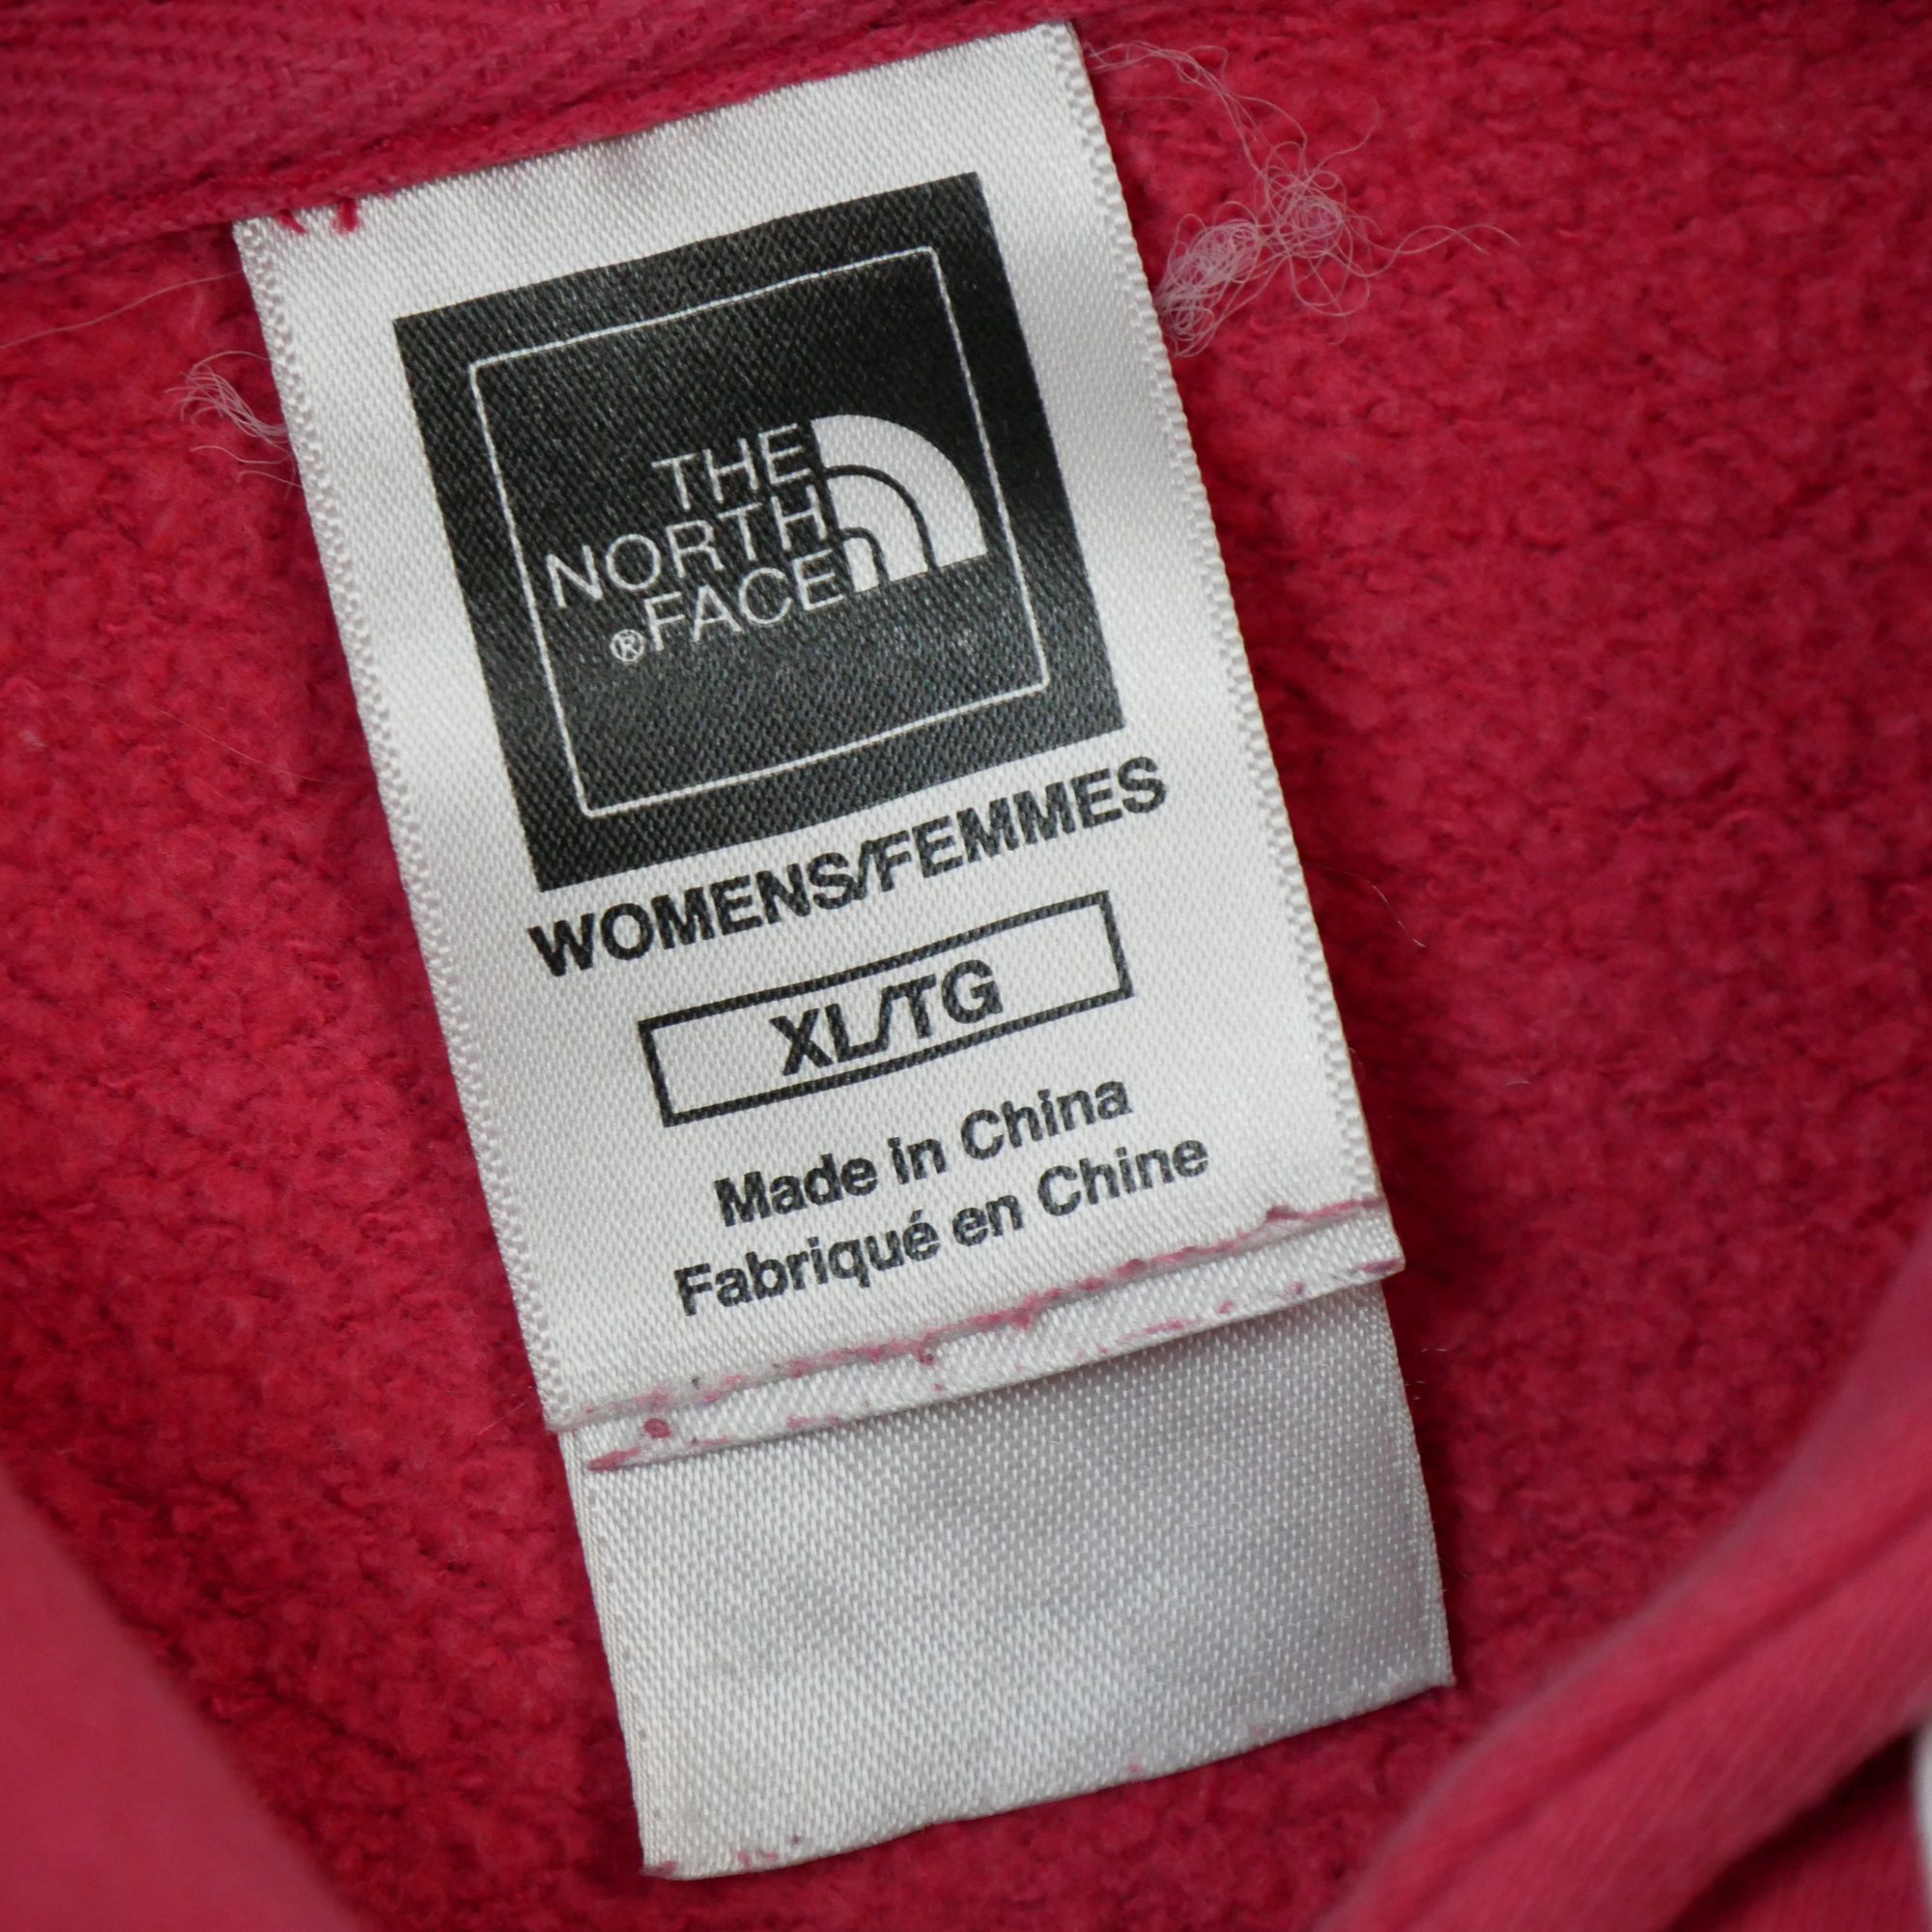 THE
NORTH
®FACE
WOMENS/FEMMES
XL/TG
Made in China
Fabriqué en Chine